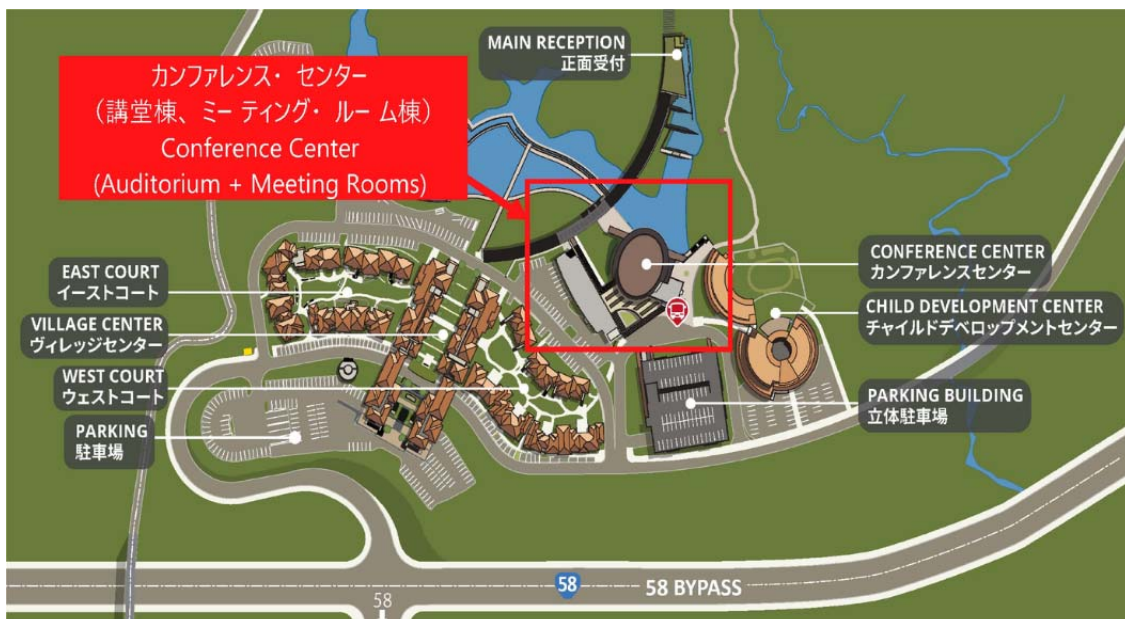 MAIN RECEPTION
正面受付
カンファレンス・ センター
（講堂棟、ミーティング・ ルーム棟）
Conference Center
(Auditorium + Meeting Rooms)
EAST COURT
イーストコート
VILLAGE CENTER
ヴィレッジセンター
WEST COURT
ウェストコート
PARKING
駐車場
CONFERENCE CENTER
カンファレンスセンター
CHILD DEVELOPMENT CENTER
チャイルドデベロップメントセンター
PARKING BUILDING
立体駐車場
58
58 BYPASS
58